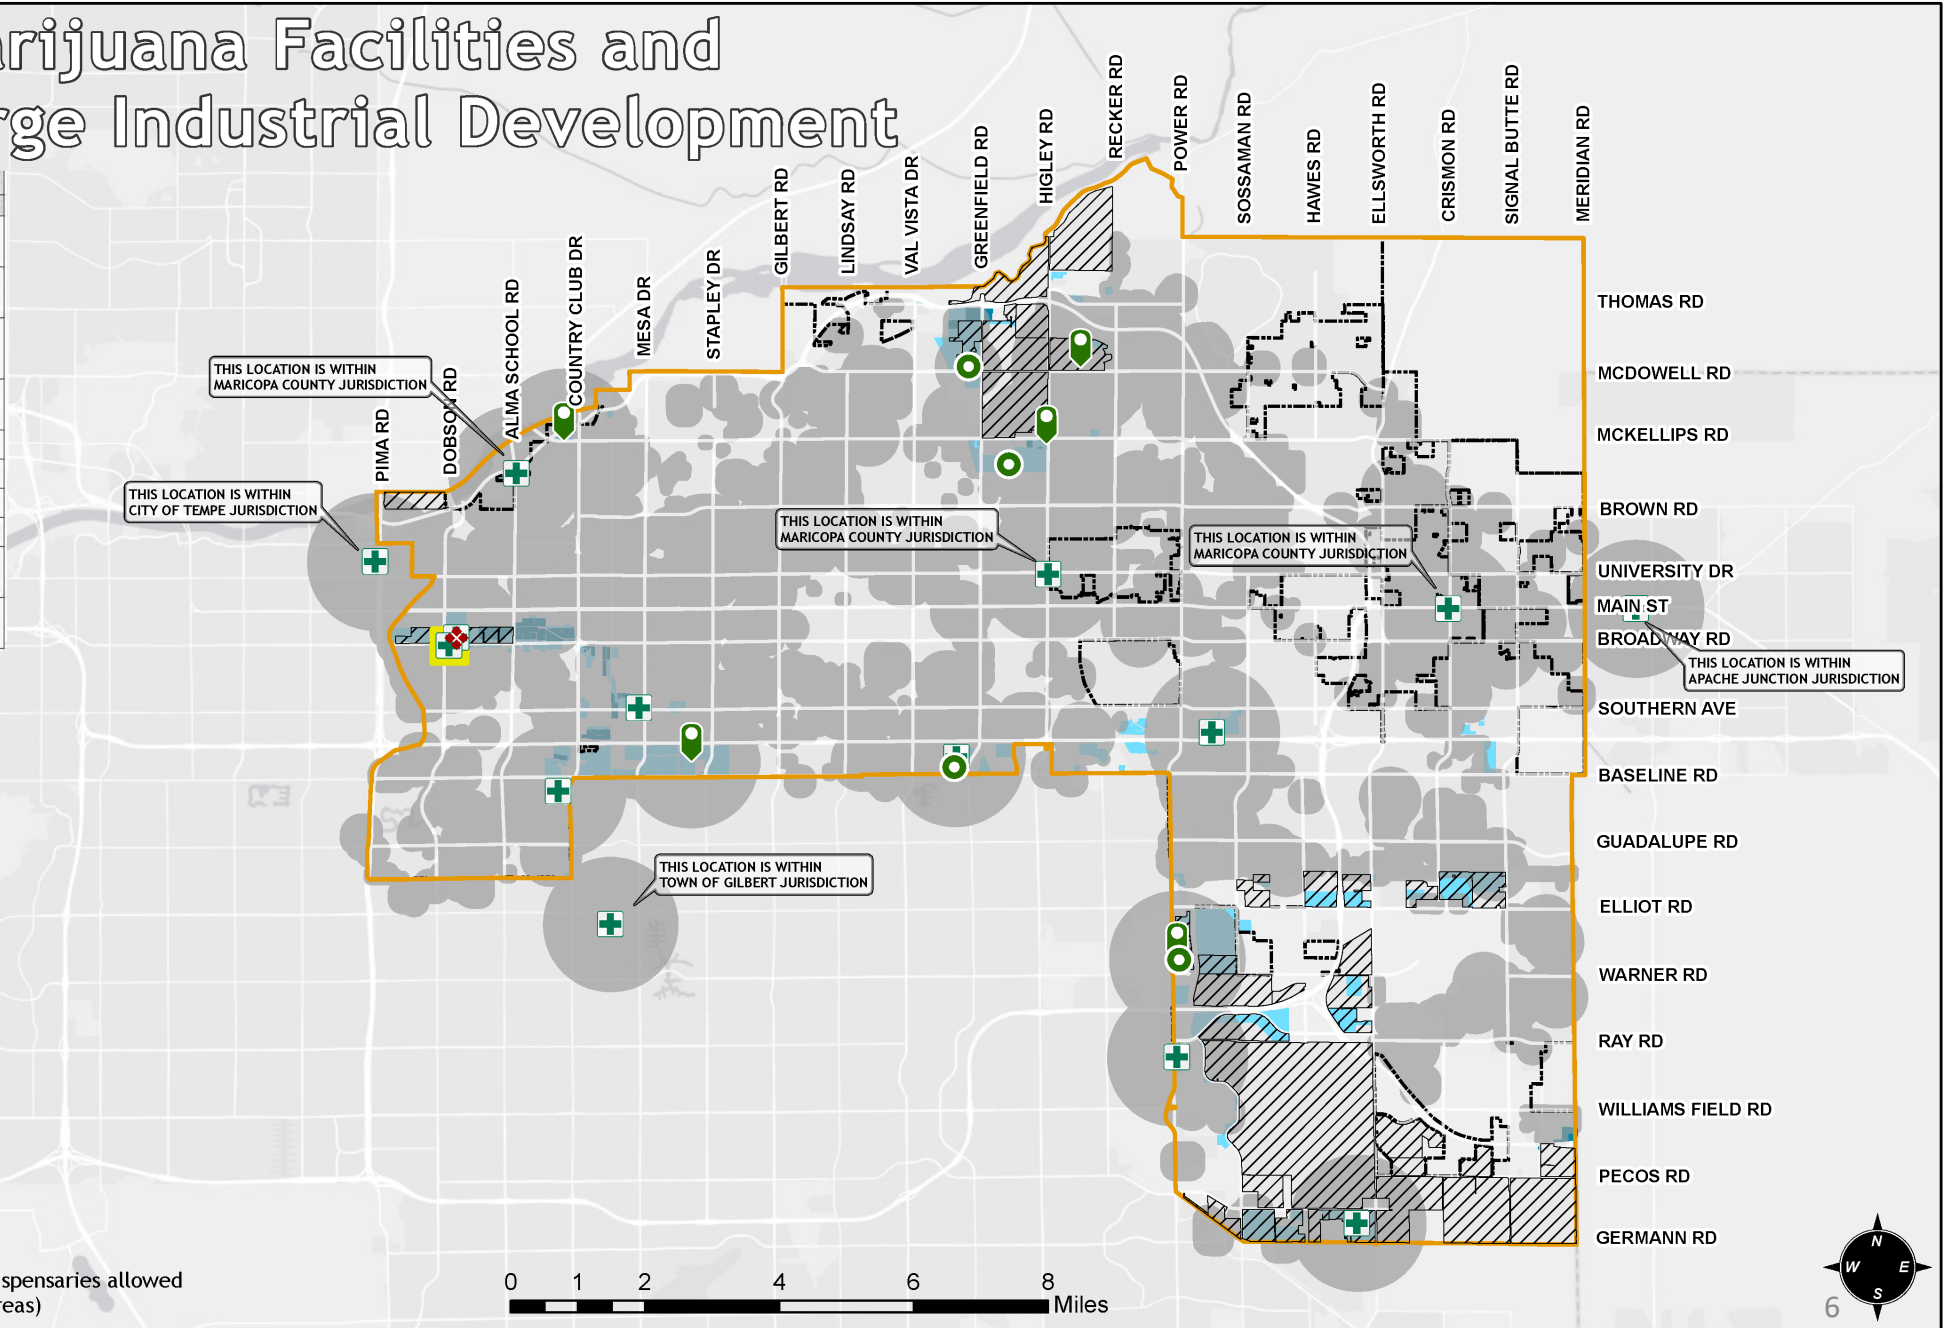 arijuana Facilities and
rge Industrial Development
RECKER RD
POWER RD
SIGNAL BUTTE RD
ELLSWORTH RD
SOSSAMAN RD
HIGLEY RD
CRISMON RD
MERIDIAN RD
GREENFIELD RD
HAWES RD
VAL VISTA DR
LINDSAY RD
GILBERT RD
COUNTRY CLUB DR
STAPLEY DR
MESA DR
ALMA SCHOOL RD
DOBSON RD
PIMA RD
THOMAS RD
MCDOWELL RD
MCKELLIPS RD
BROWN RD
UNIVERSITY DR
MAIN ST
BROADWAY RD
SOUTHERN AVE
BASELINE RD
GUADALUPE RD
ELLIOT RD
WARNER RD
RAY RD
WILLIAMS FIELD RD
PECOS RD
GERMANN RD
THIS LOCATION IS WITHIN
MARICOPA COUNTY JURISDICTION
THIS LOCATION IS WITHIN
CITY OF TEMPE JURISDICTION
THIS LOCATION IS WITHIN
MARICOPA COUNTY JURISDICTION
THIS LOCATION IS WITHIN
MARICOPA COUNTY JURISDICTION
THIS LOCATION IS WITHIN
APACHE JUNCTION JURISDICTION
THIS LOCATION IS WITHIN
TOWN OF GILBERT JURISDICTION
spensaries allowed
reas)
0 1 2 4 6 8
Miles
N
W E
S
6